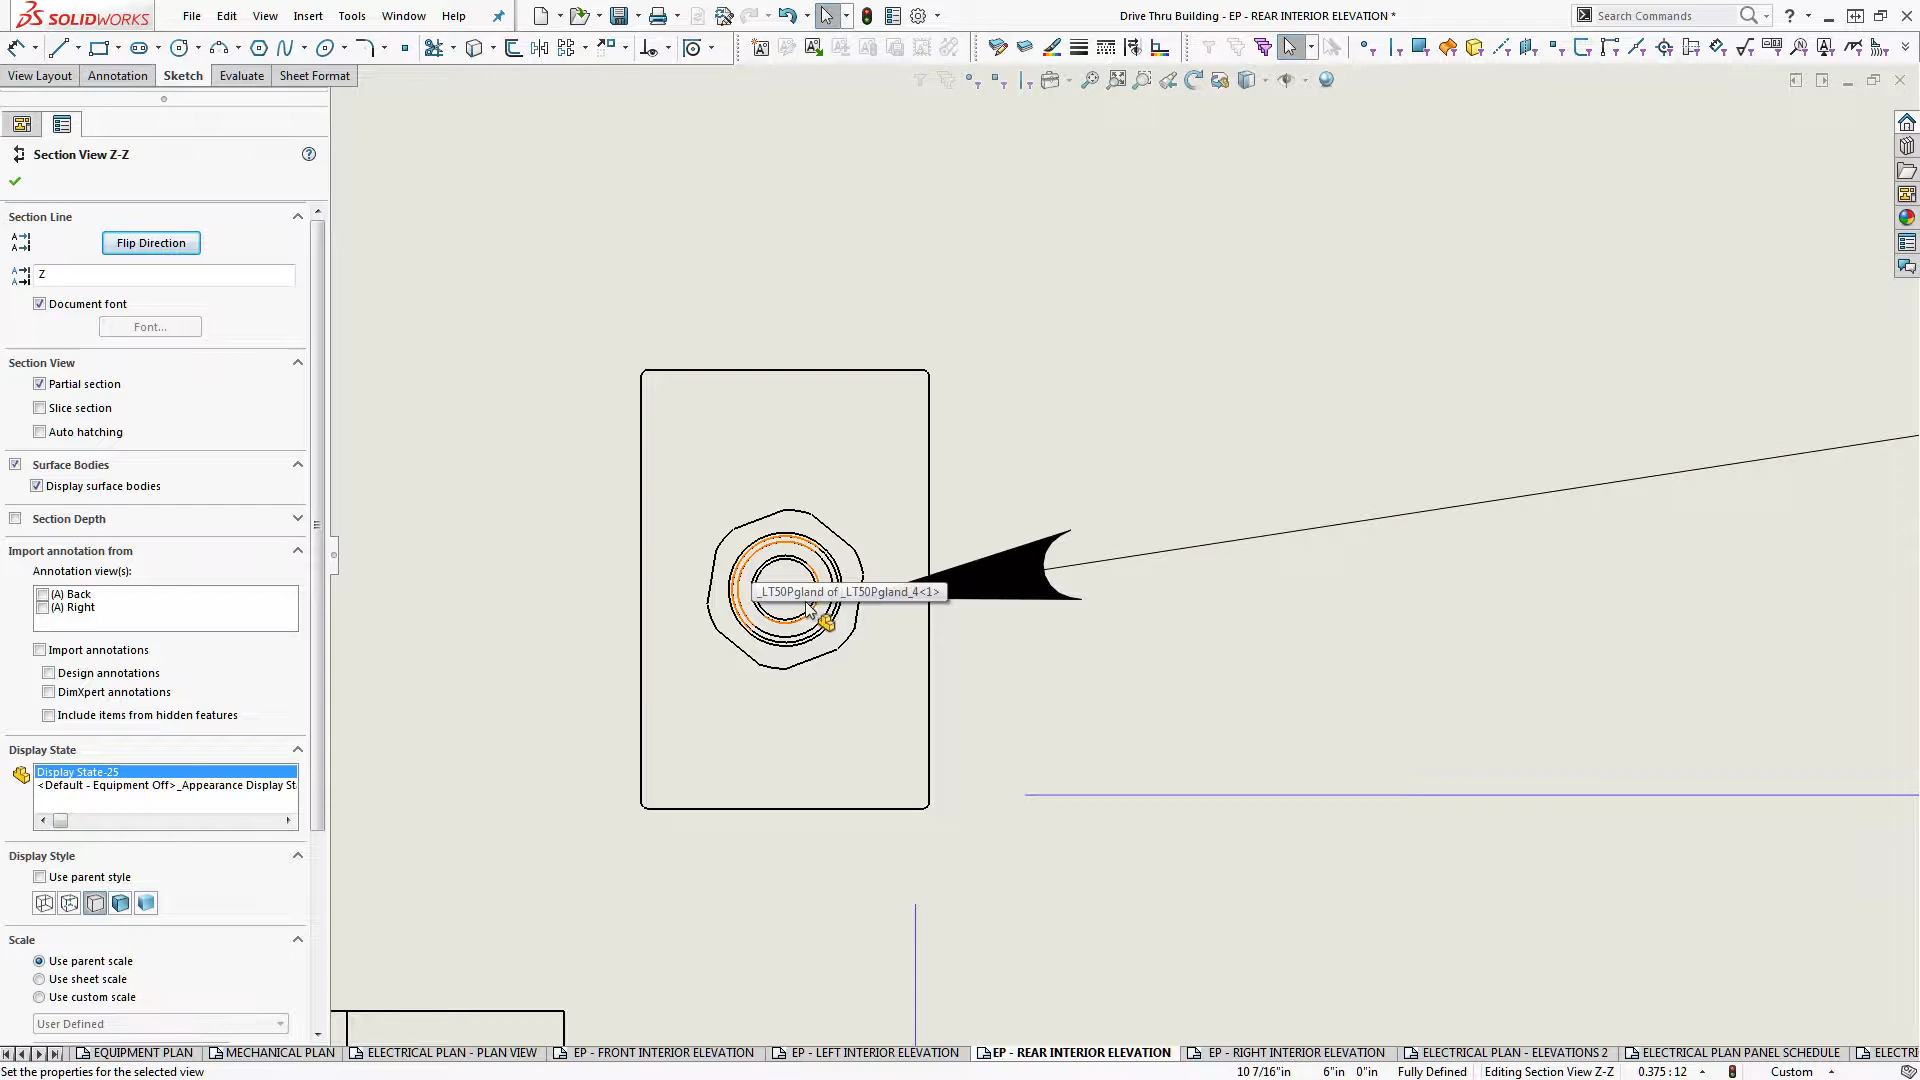 SOLIDWORKS
File Edit View Insert Tools Window Help
Drive Thru Building - EP - REAR INTERIOR ELEVATION *
Search Commands
View Layout Annotation Sketch Evaluate Sheet Format
Section View Z-Z
Section Line
Flip Direction
Z
Document font
Font...
Section View
Partial section
Slice section
Auto hatching
Surface Bodies
Display surface bodies
Section Depth
Import annotation from
Annotation view(s):
(A) Back
(A) Right
Import annotations
Design annotations
DimXpert annotations
Include items from hidden features
Display State
Display State-25
<Default - Equipment Off>_Appearance Display St
Display Style
Use parent style
Scale
Use parent scale
Use sheet scale
Use custom scale
User Defined
_LT50Pgland of _LT50Pgland_4<1>
EQUIPMENT PLAN MECHANICAL PLAN ELECTRICAL PLAN - PLAN VIEW EP - FRONT INTERIOR ELEVATION EP - LEFT INTERIOR ELEVATION EP - REAR INTERIOR ELEVATION EP - RIGHT INTERIOR ELEVATION ELECTRICAL PLAN - ELEVATIONS 2 ELECTRICAL PLAN PANEL SCHEDULE ELECTRI
Set the properties for the selected view 10 7/16"in 6"in 0"in Fully Defined Editing Section View Z-Z 0.375 : 12 Custom